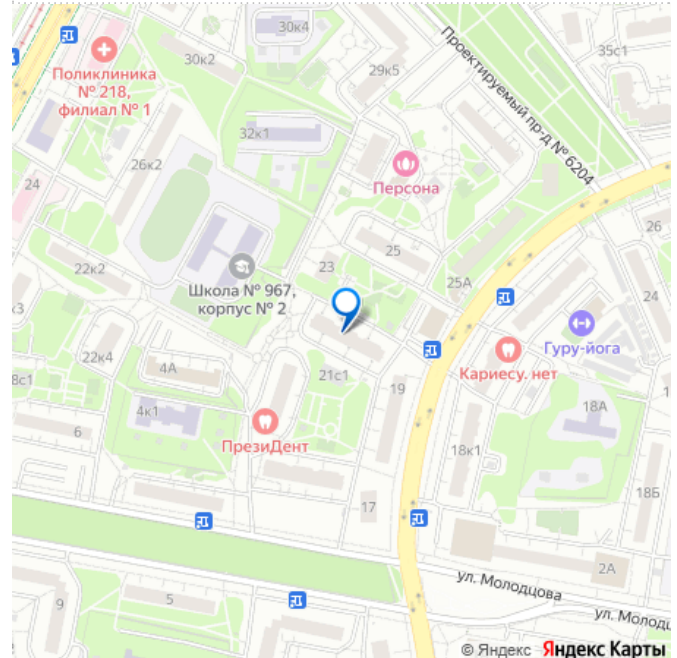 30к4
30к2
35с1
Поликлиника
№ 218,
филиал № 1
29к5
Проектируемый пр-д № 6204
32к1
26к2
Персона
24
26
25
22к2
23
25А
24
Школа № 967,
корпус № 2
к3
Гуру-йога
22к4
4А
Кариесу. нет
8с1
21с1
19
18А
1
4к1
6
ПрезиДент
18к1
18Б
17
2А
ул. Молодцова
9
5
ул. Молодц
© Яндекс Яндекс Карты